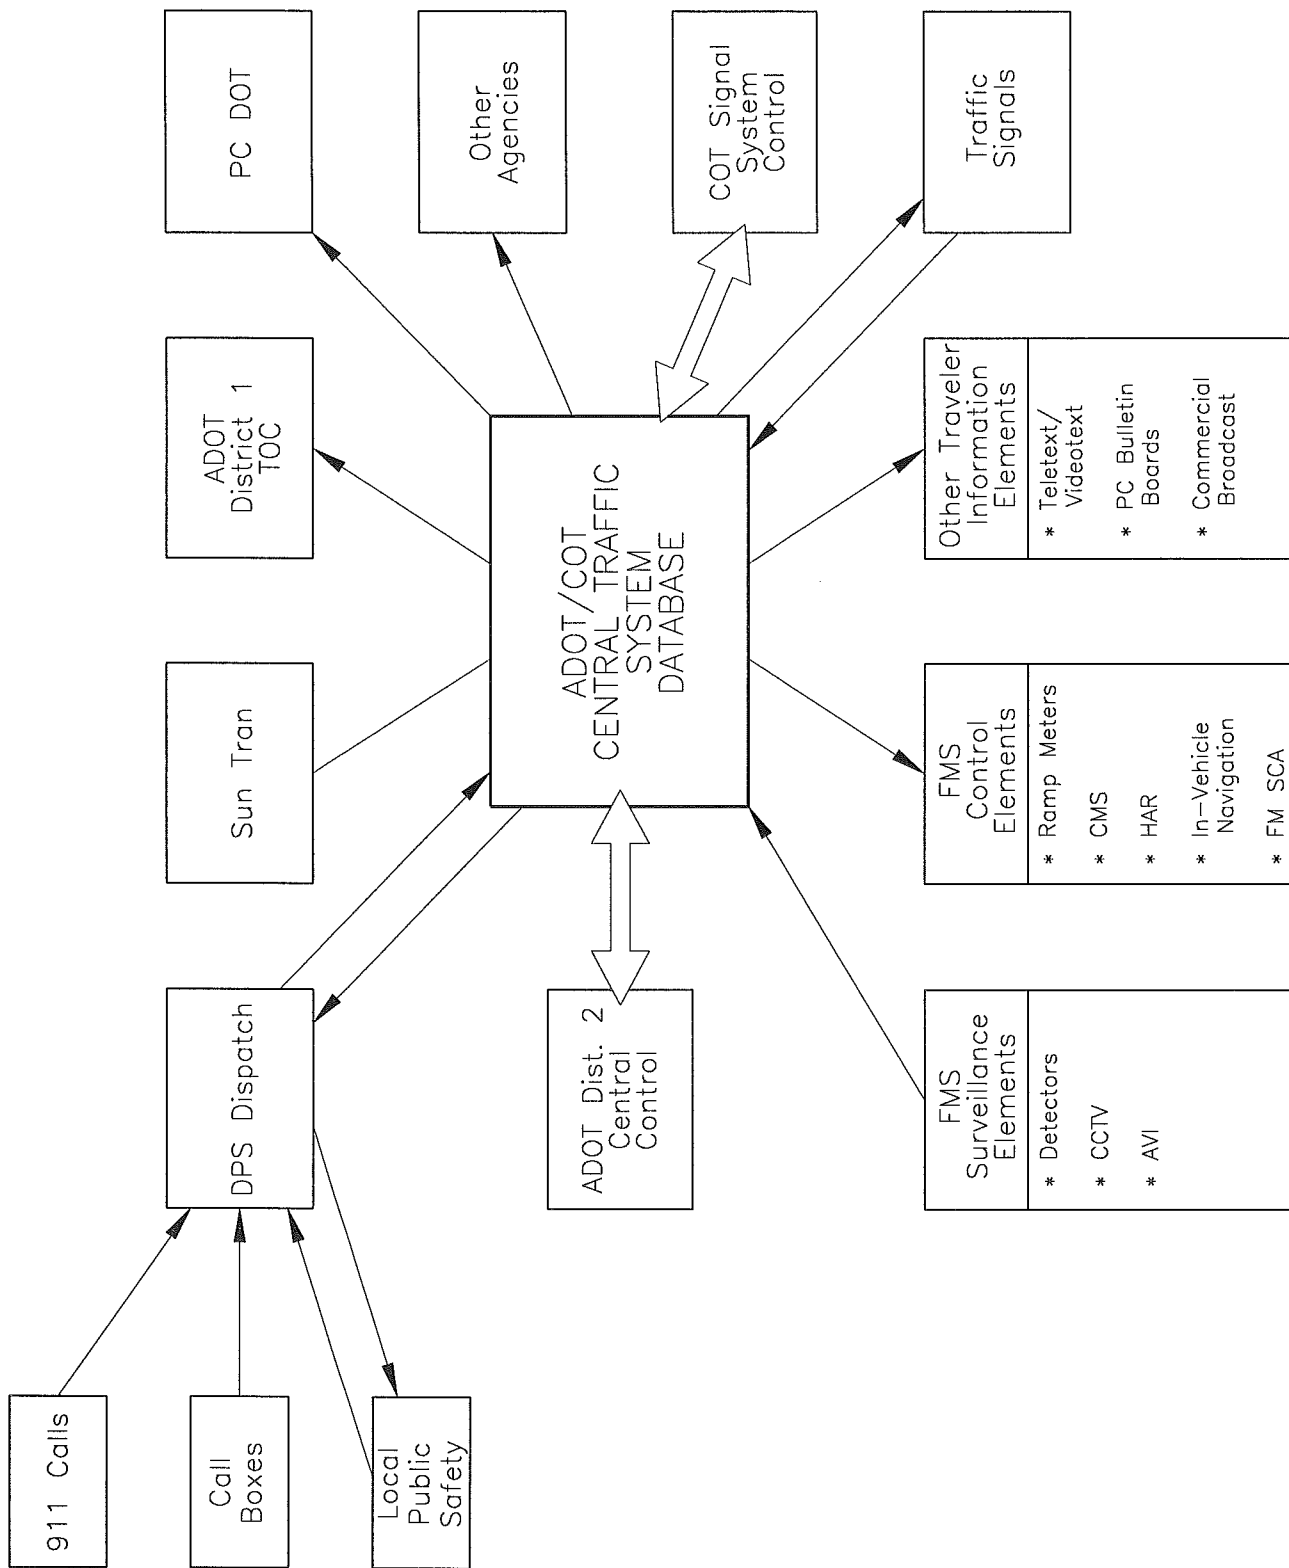 911 Calls
Call
Boxes
Local
Public
Safety
DPS Dispatch
Sun Tran
ADOT
District 1
TOC
PC DOT
Other
Agencies
COT Signal
System
Control
Traffic
Signals
ADOT/COT
CENTRAL TRAFFIC
SYSTEM
DATABASE
ADOT Dist. 2
Central
Control
FMS
Surveillance
Elements
* Detectors
* CCTV
* AVI
FMS
Control
Elements
* Ramp Meters
* CMS
* HAR
* In-Vehicle
Navigation
* FM SCA
Other Traveler
Information
Elements
* Teletext/
Videotext
* PC Bulletin
Boards
* Commercial
Broadcast